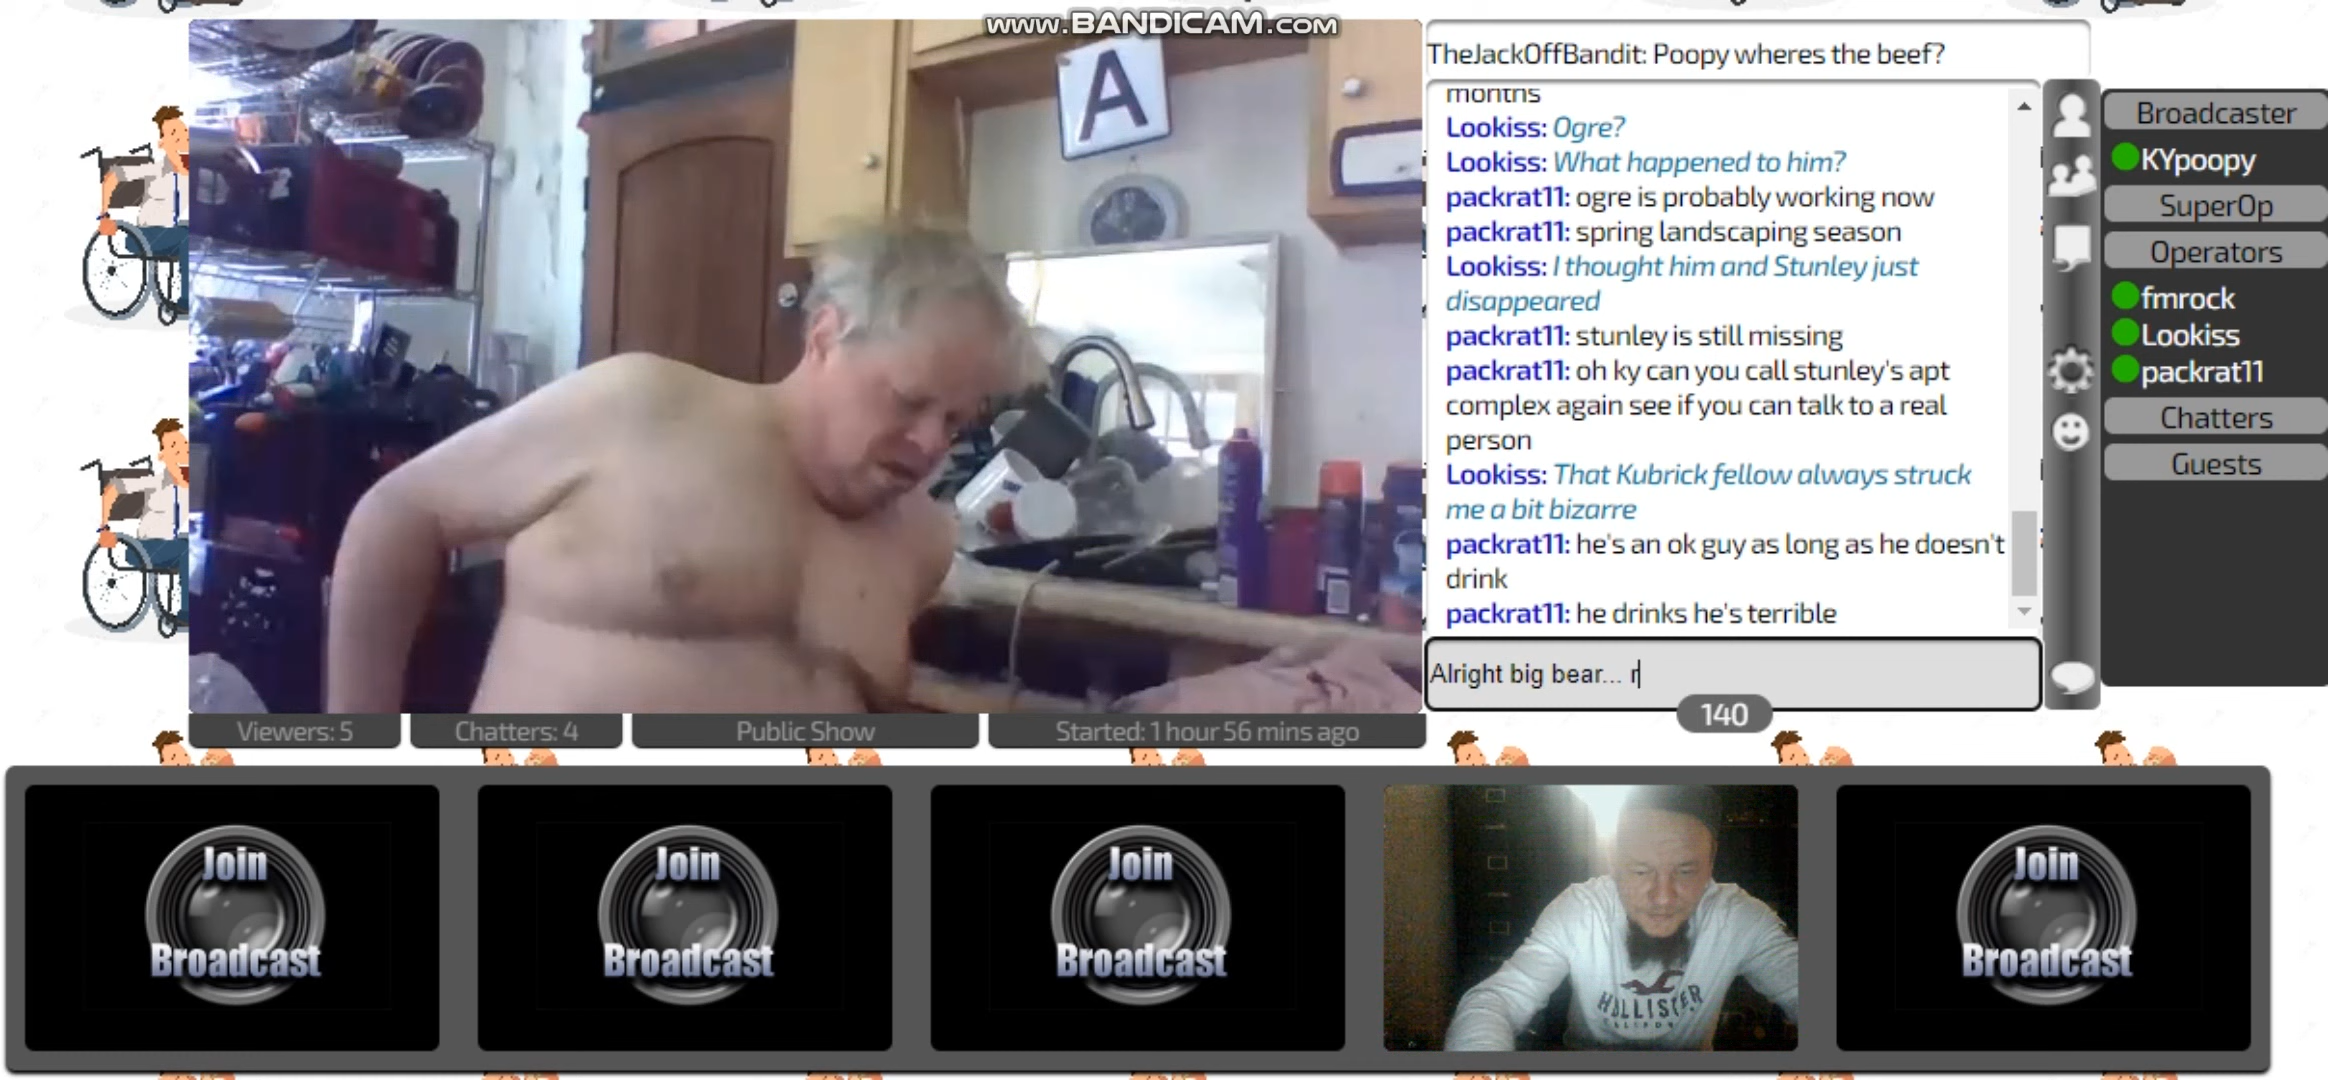 www.BANDICAM.com
TheJackOffBandit: Poopy wheres the beef?
A
months
Lookiss: Ogre?
Lookiss: What happened to him?
packrat11: ogre is probably working now
packrat11: spring landscaping season
Lookiss: I thought him and Stunley just
disappeared
packrat11: stunley is still missing
packrat11: oh ky can you call stunley's apt
complex again see if you can talk to a real
person
Lookiss: That Kubrick fellow always struck
me a bit bizarre
packrat11: he's an ok guy as long as he doesn't
drink
packrat11: he drinks he's terrible
Alright big bear... r
140
Broadcaster
KYpoopy
SuperOp
Operators
fmrock
Lookiss
packrat11
Chatters
Guests
Viewers: 5
Chatters: 4
Public Show
Started: 1 hour 56 mins ago
Join
Broadcast
Join
Broadcast
Join
Broadcast
HOLLISTER
CALIFORNIA
Join
Broadcast